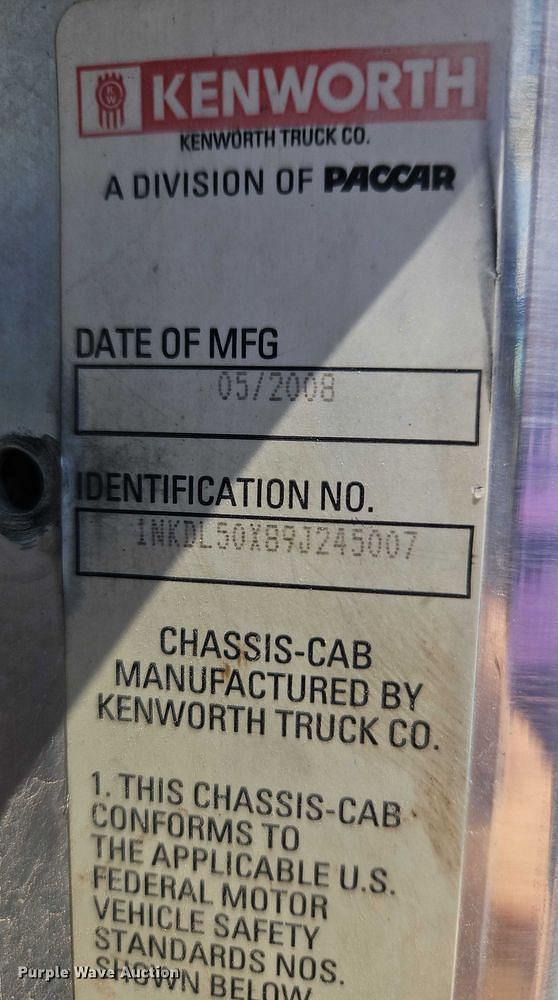 KENWORTH
KENWORTH TRUCK CO.
A DIVISION OF PACCAR
DATE OF MFG
05/2008
IDENTIFICATION NO.
1NKDL50X89J245007
CHASSIS-CAB
MANUFACTURED BY
KENWORTH TRUCK CO.
1. THIS CHASSIS-CAB
CONFORMS TO
THE APPLICABLE U.S.
FEDERAL MOTOR
VEHICLE SAFETY
STANDARDS NOS.
SHOWN BELOW
Purple Wave Auction